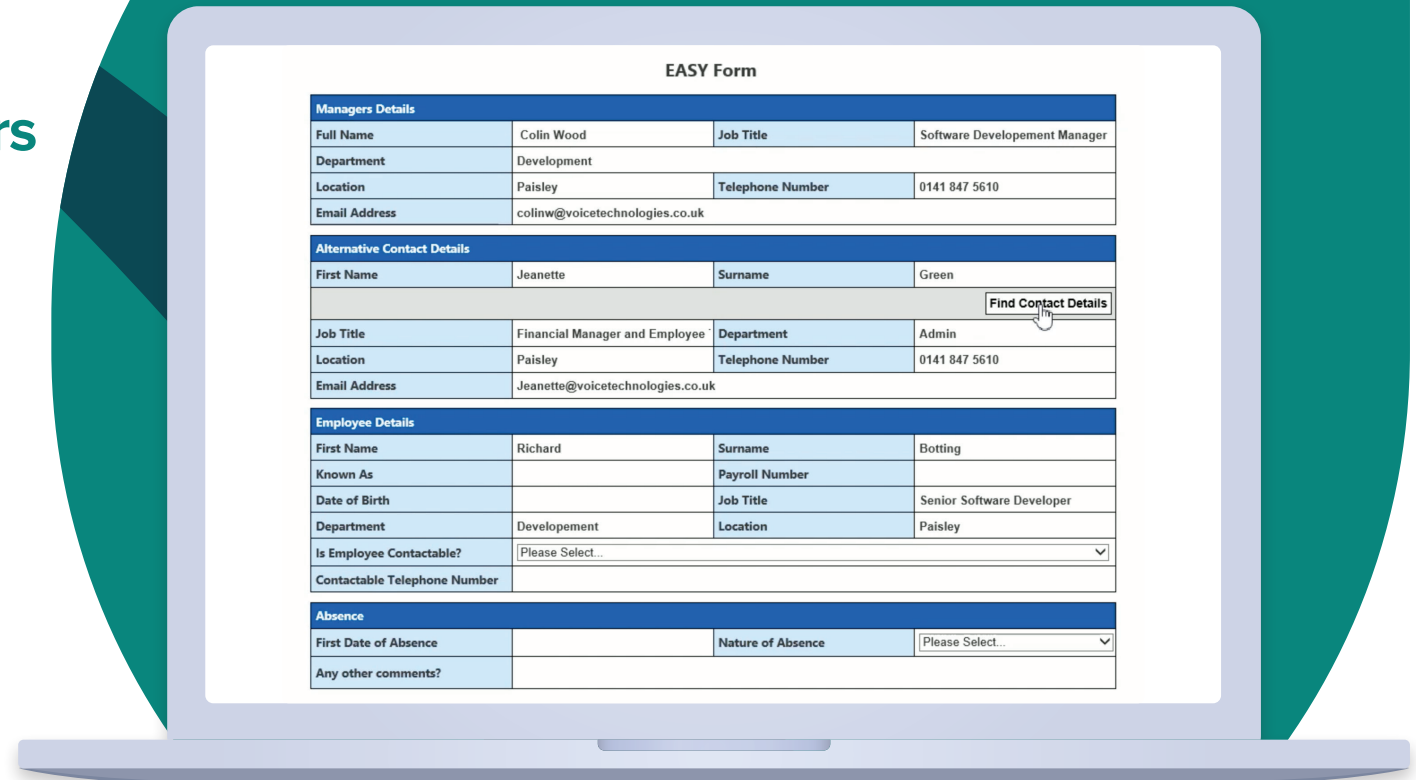 rs
EASY Form
Managers Details
Full Name Colin Wood Job Title Software Developement Manager
Department Development
Location Paisley Telephone Number 0141 847 5610
Email Address colinw@voicetechnologies.co.uk
Alternative Contact Details
First Name Jeanette Surname Green
Find Contact Details
Job Title Financial Manager and Employee Department Admin
Location Paisley Telephone Number 0141 847 5610
Email Address Jeanette@voicetechnologies.co.uk
Employee Details
First Name Richard Surname Botting
Known As Payroll Number
Date of Birth Job Title Senior Software Developer
Department Developement Location Paisley
Is Employee Contactable? Please Select...
Contactable Telephone Number
Absence
First Date of Absence Nature of Absence Please Select...
Any other comments?